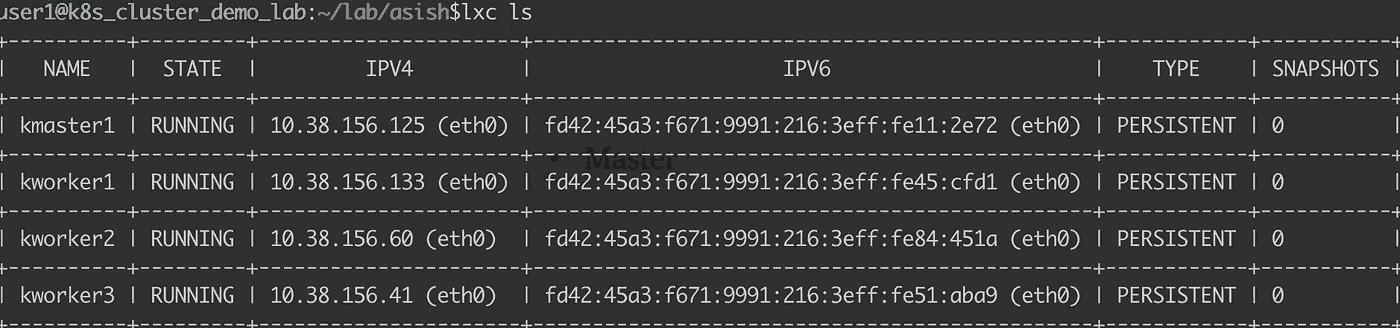 user1@k8s_cluster_demo_lab:~/lab/asish$lxc ls
+----------+---------+----------------------+-----------------------------------------------+------------+-----------+
| NAME | STATE | IPV4 | IPV6 | TYPE | SNAPSHOTS |
+----------+---------+----------------------+-----------------------------------------------+------------+-----------+
| kmaster1 | RUNNING | 10.38.156.125 (eth0) | fd42:45a3:f671:9991:216:3eff:fe11:2e72 (eth0) | PERSISTENT | 0
+----------+---------+----------------------+-----------------------------------------------+------------+-----------+
• Master
| kworker1 | RUNNING | 10.38.156.133 (eth0) | fd42:45a3:f671:9991:216:3eff:fe45:cfd1 (eth0) | PERSISTENT | 0 |
+----------+---------+----------------------+-----------------------------------------------+------------+-----------+
| kworker2 | RUNNING | 10.38.156.60 (eth0) | fd42:45a3:f671:9991:216:3eff:fe84:451a (eth0) | PERSISTENT | 0 |
+----------+---------+----------------------+-----------------------------------------------+------------+-----------+
| kworker3 | RUNNING | 10.38.156.41 (eth0) | fd42:45a3:f671:9991:216:3eff:fe51:aba9 (eth0) | PERSISTENT | 0 |
+----------+---------+----------------------+-----------------------------------------------+------------+-----------+